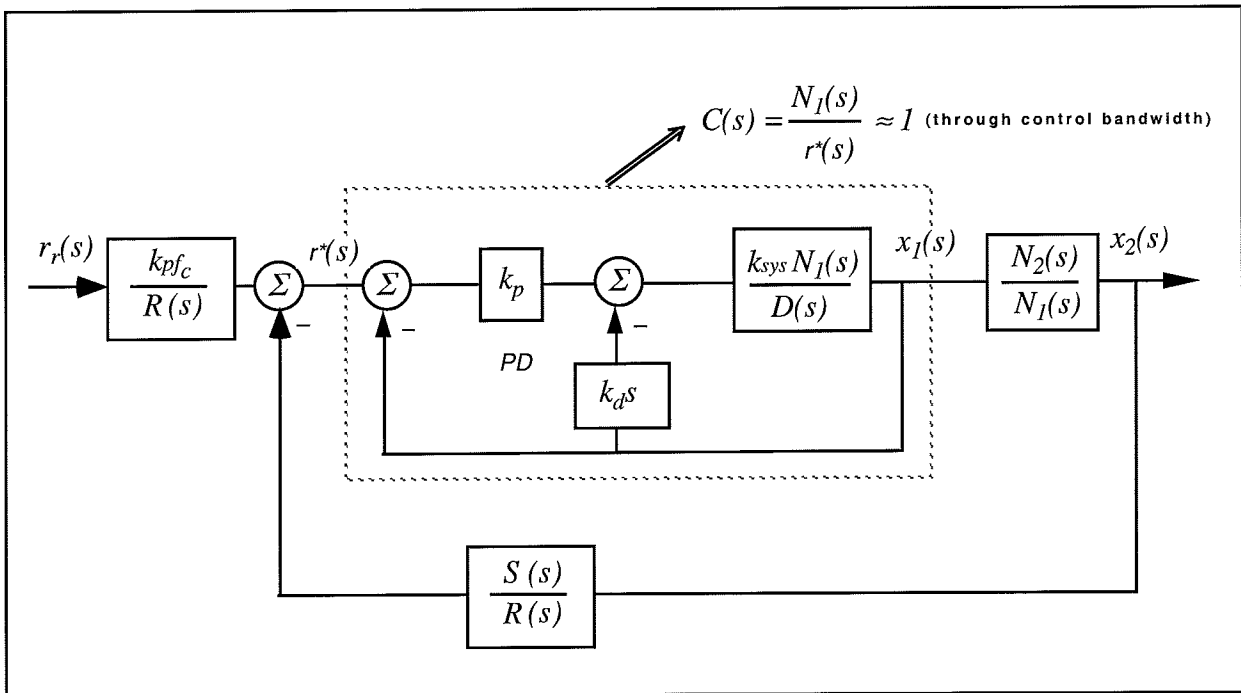 C(s) = N1(s) / r*(s) ≈ 1 (through control bandwidth)
rr(s)
kpfc / R(s)
Σ
r*(s)
Σ
kp
Σ
ksys N1(s) / D(s)
x1(s)
N2(s) / N1(s)
x2(s)
–
–
–
PD
kds
S(s) / R(s)